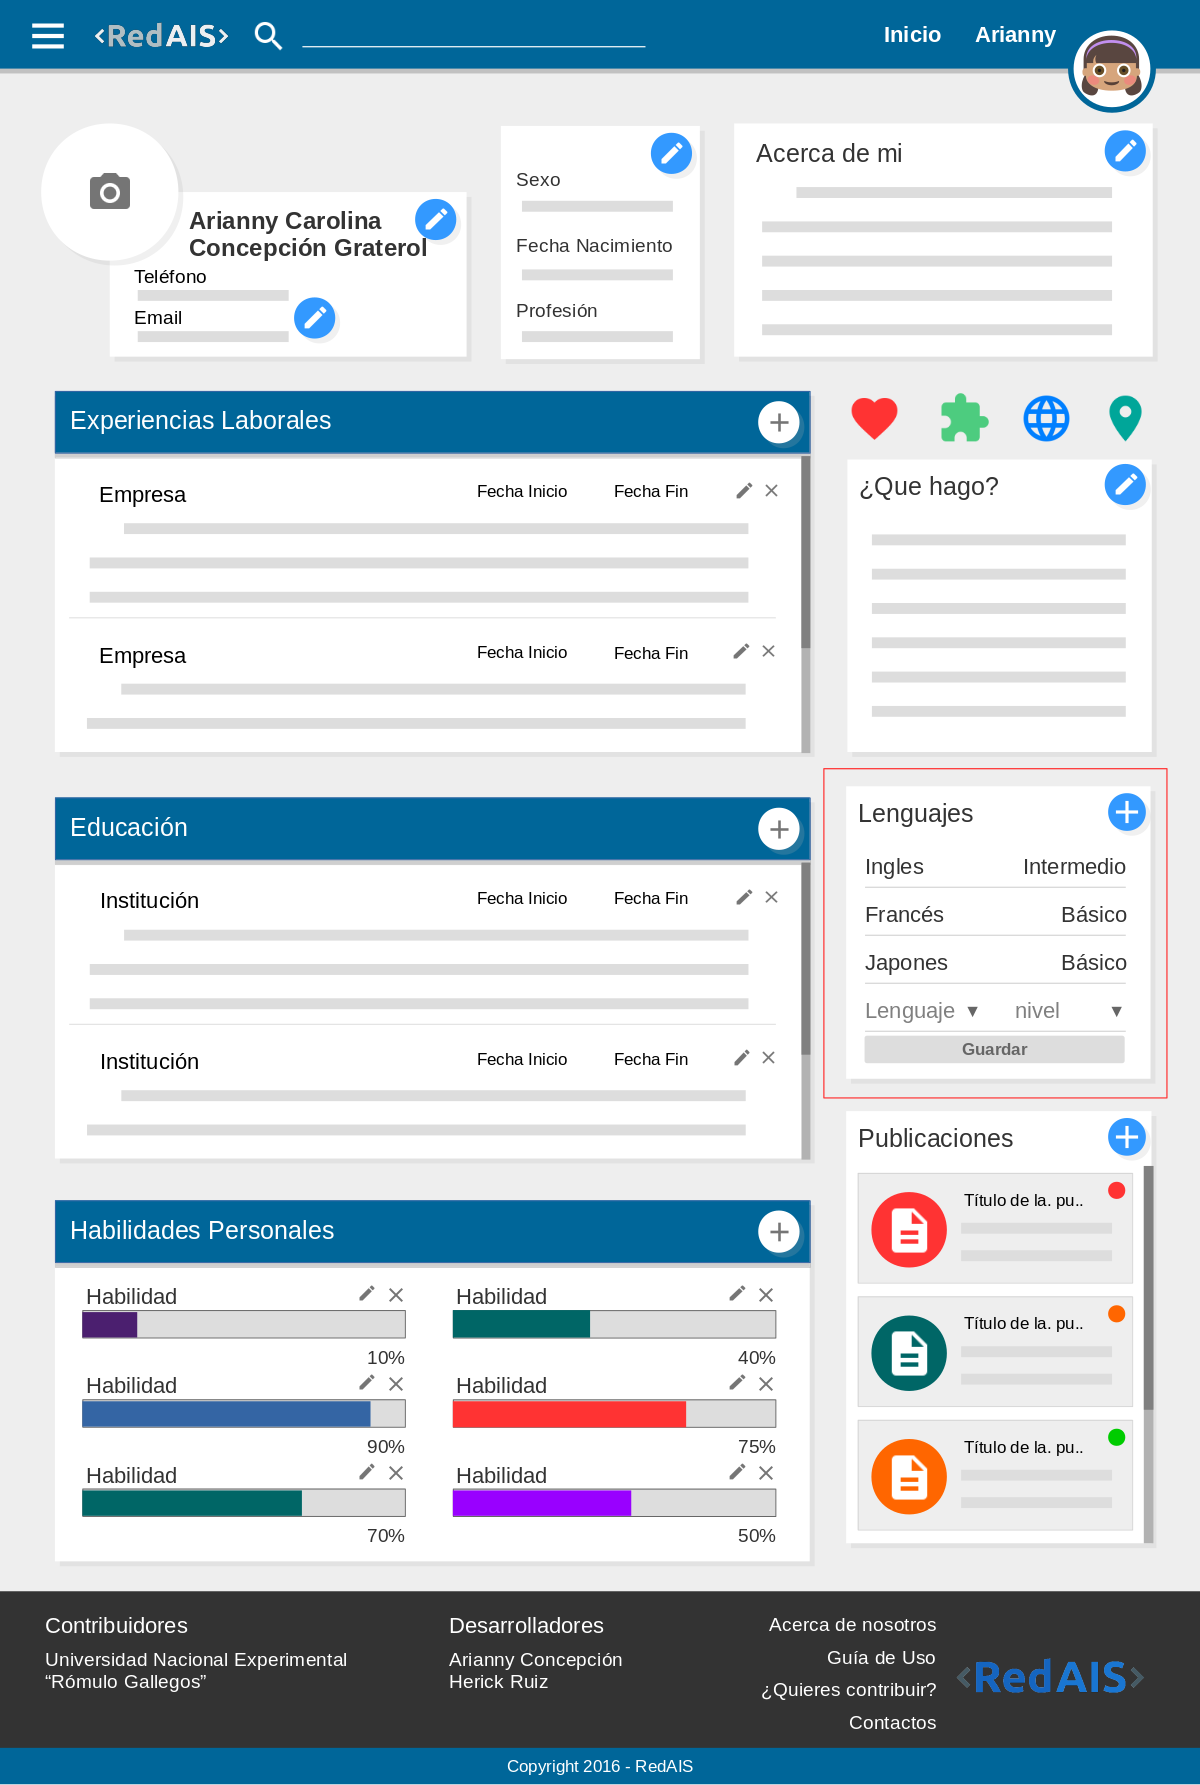 <RedAIS>
Inicio
Arianny
Arianny Carolina
Concepción Graterol
Teléfono
Email
Sexo
Fecha Nacimiento
Profesión
Acerca de mi
Experiencias Laborales
Empresa Fecha Inicio Fecha Fin
Empresa Fecha Inicio Fecha Fin
¿Que hago?
Educación
Institución Fecha Inicio Fecha Fin
Institución Fecha Inicio Fecha Fin
Lenguajes
Ingles Intermedio
Francés Básico
Japones Básico
Lenguaje ▼ nivel ▼
Guardar
Habilidades Personales
Habilidad
10%
Habilidad
40%
Habilidad
90%
Habilidad
75%
Habilidad
70%
Habilidad
50%
Publicaciones
Título de la. pu..
Título de la. pu..
Título de la. pu..
Contribuidores
Universidad Nacional Experimental
“Rómulo Gallegos”
Desarrolladores
Arianny Concepción
Herick Ruiz
Acerca de nosotros
Guía de Uso
¿Quieres contribuir?
Contactos
<RedAIS>
Copyright 2016 - RedAIS